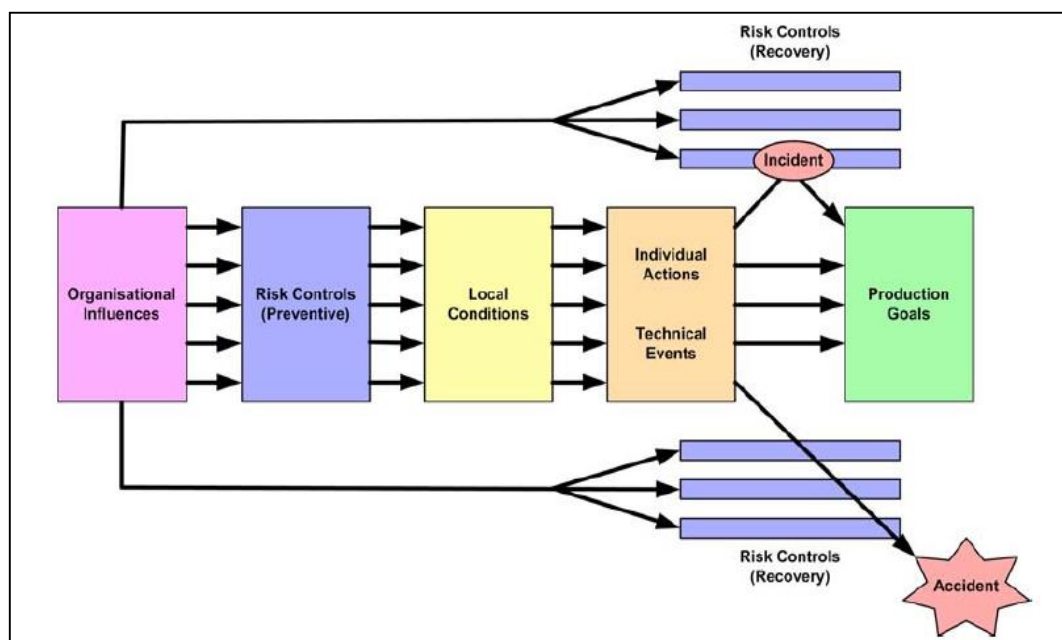 Risk Controls
(Recovery)
Incident
Organisational
Influences
Risk Controls
(Preventive)
Local
Conditions
Individual
Actions
Technical
Events
Production
Goals
Risk Controls
(Recovery)
Accident